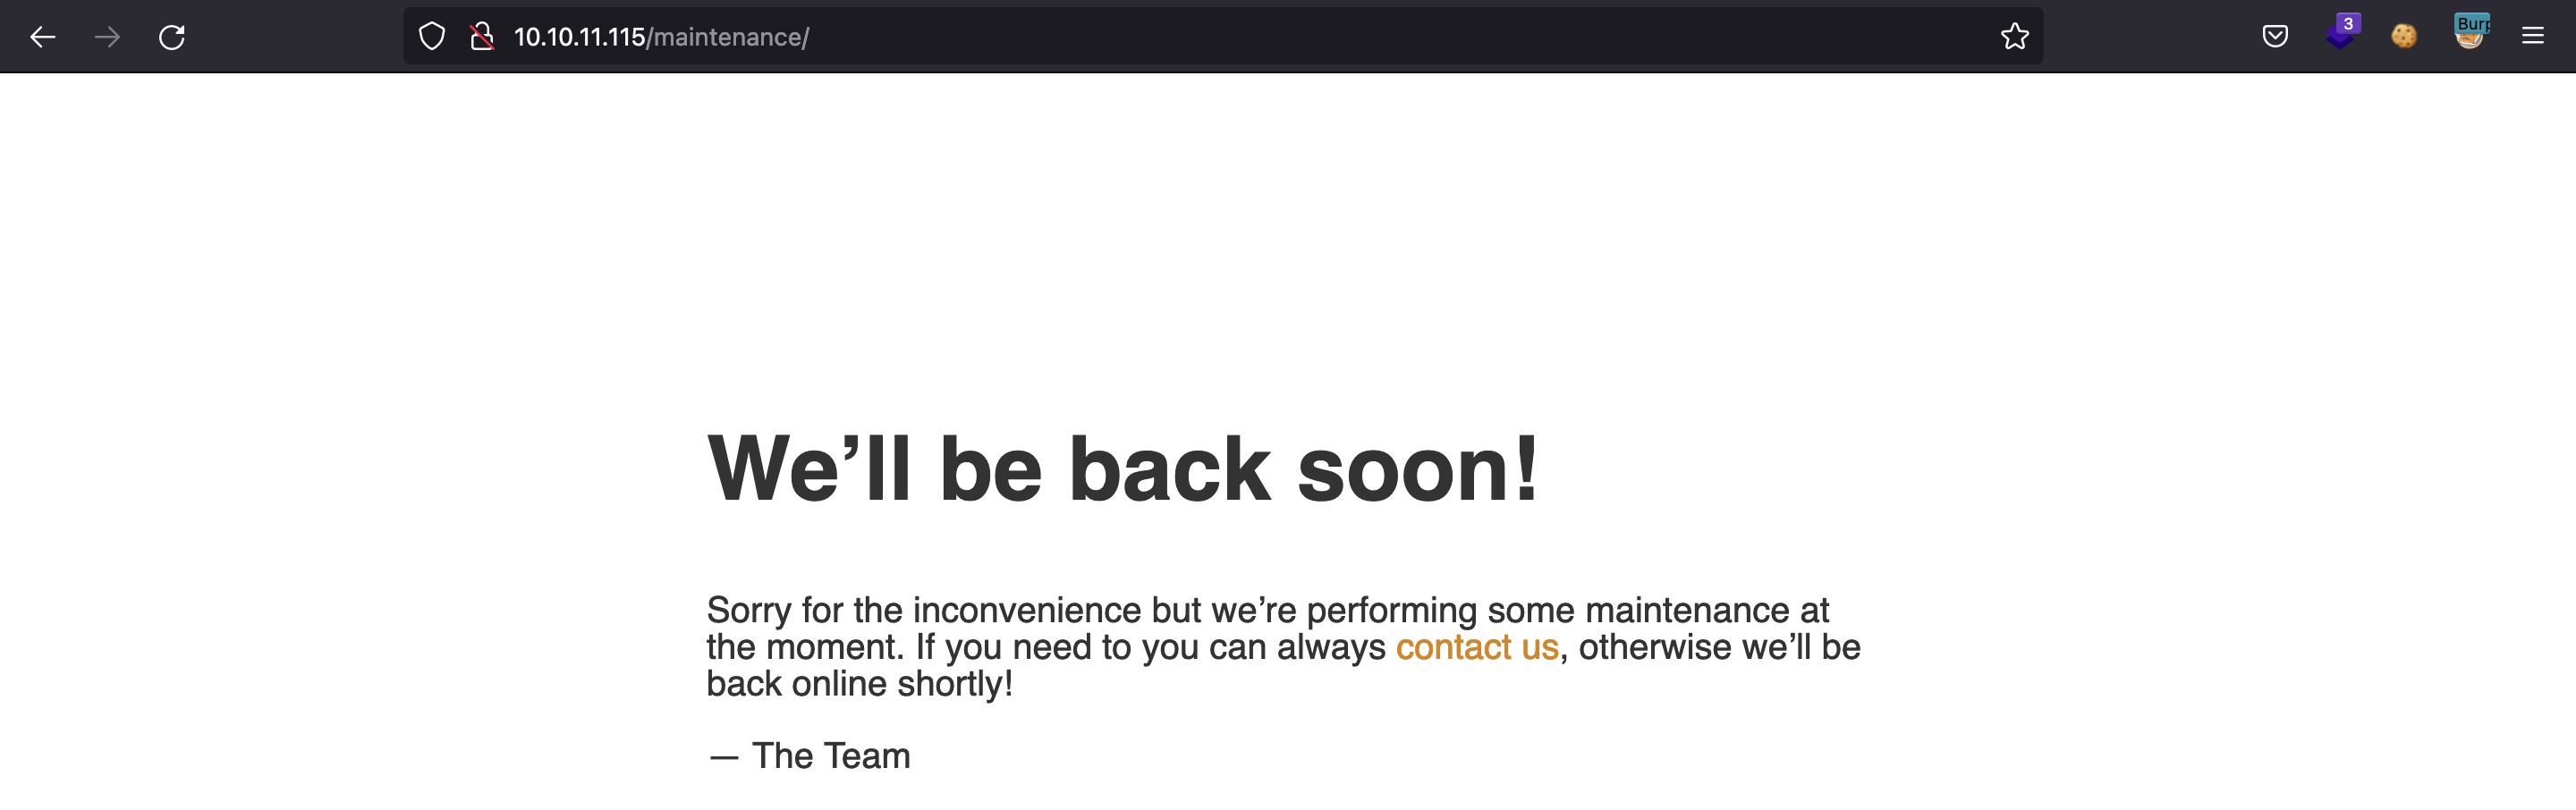 10.10.11.115/maintenance/
3
Burp
We’ll be back soon!
Sorry for the inconvenience but we’re performing some maintenance at
the moment. If you need to you can always contact us, otherwise we’ll be
back online shortly!
— The Team